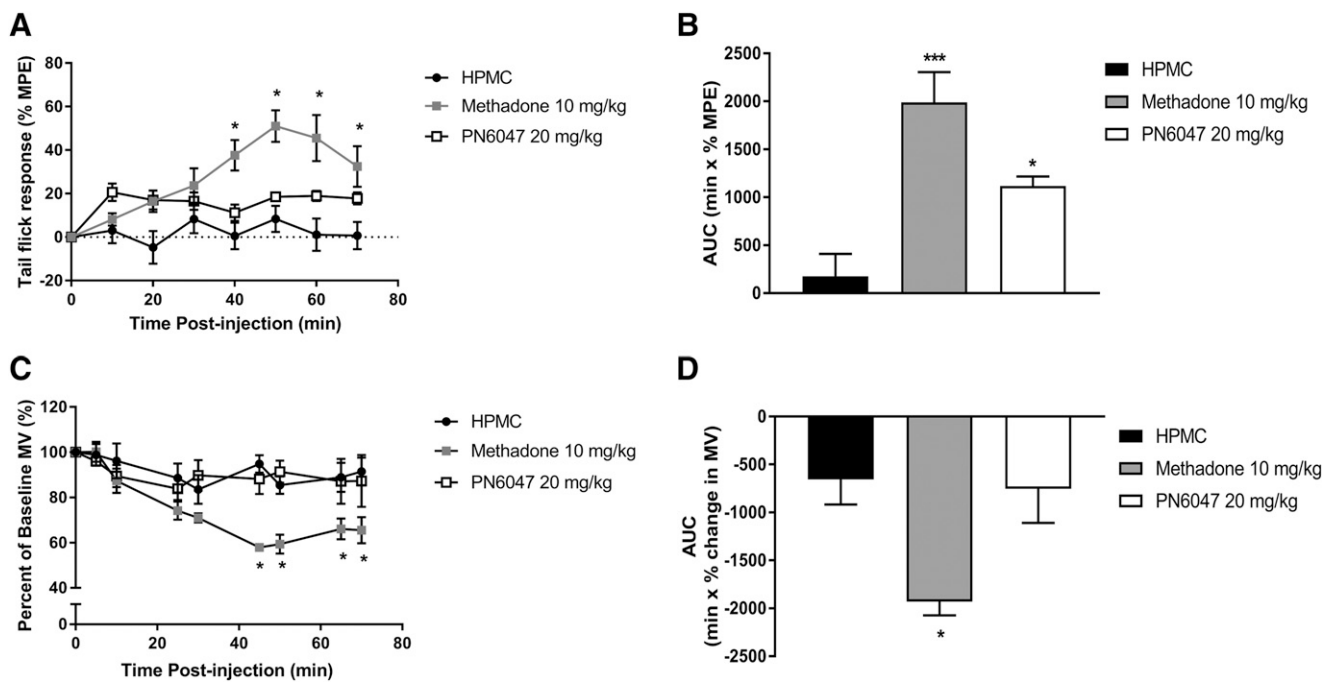 A
Tail flick response (% MPE)
80
60
40
20
0
-20
* * * *
0 20 40 60 80
Time Post-injection (min)
HPMC
Methadone 10 mg/kg
PN6047 20 mg/kg
B
AUC (min x % MPE)
2500
2000
1500
1000
500
0
***
*
HPMC
Methadone 10 mg/kg
PN6047 20 mg/kg
C
Percent of Baseline MV (%)
120
100
80
60
40
0
* * * *
0 20 40 60 80
Time Post-injection (min)
HPMC
Methadone 10 mg/kg
PN6047 20 mg/kg
D
AUC
(min x % change in MV)
0
-500
-1000
-1500
-2000
-2500
*
HPMC
Methadone 10 mg/kg
PN6047 20 mg/kg